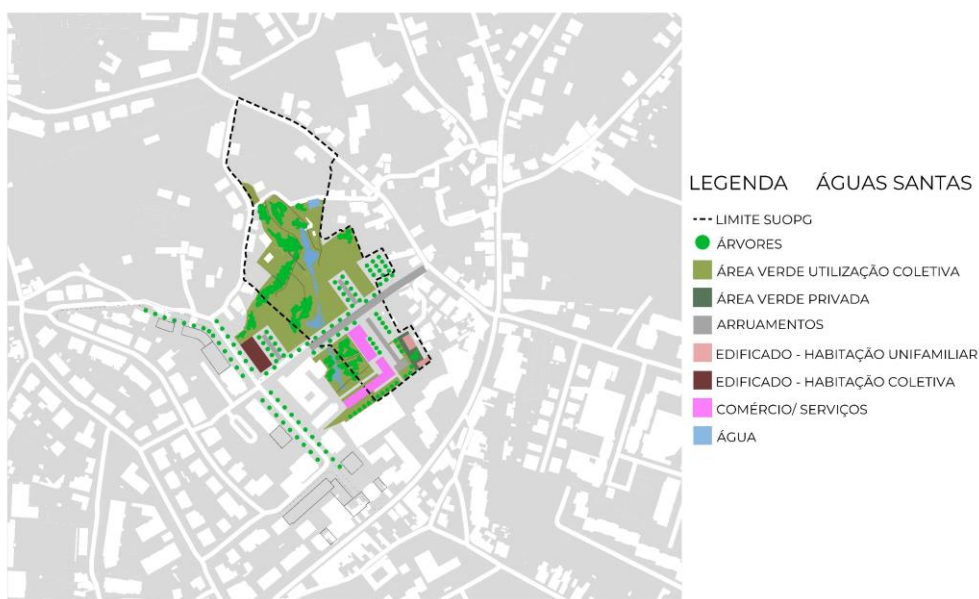 LEGENDA ÁGUAS SANTAS
LIMITE SUOPG
ÁRVORES
ÁREA VERDE UTILIZAÇÃO COLETIVA
ÁREA VERDE PRIVADA
ARRUAMENTOS
EDIFICADO - HABITAÇÃO UNIFAMILIAR
EDIFICADO - HABITAÇÃO COLETIVA
COMÉRCIO/ SERVIÇOS
ÁGUA